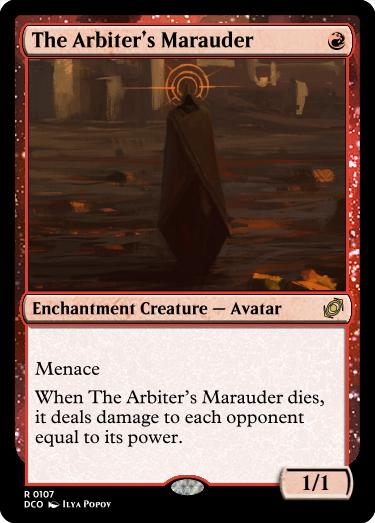 The Arbiter's Marauder
Enchantment Creature — Avatar
Menace
When The Arbiter's Marauder dies,
it deals damage to each opponent
equal to its power.
1/1
R 0107
DCO Ilya Popov